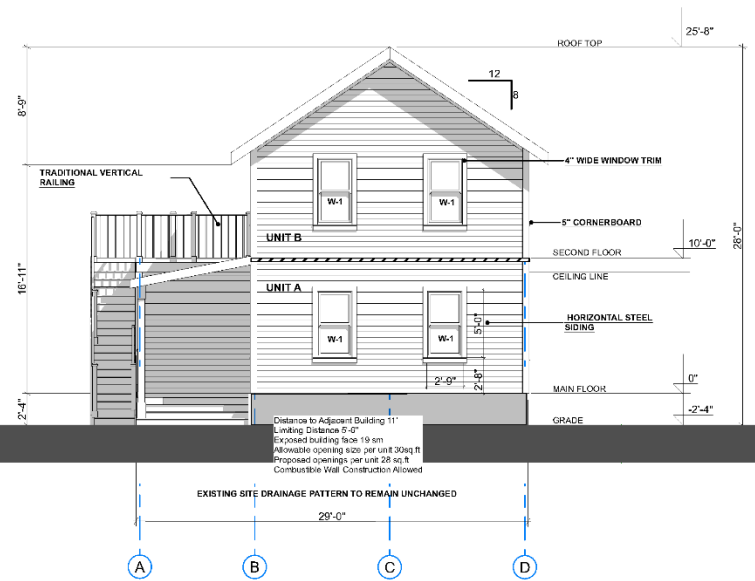 25'-8"
ROOF TOP
12
8
8'-9"
4" WIDE WINDOW TRIM
TRADITIONAL VERTICAL
RAILING
W-1
W-1
5" CORNERBOARD
UNIT B
10'-0"
SECOND FLOOR
28'-0"
CEILING LINE
16'-11"
UNIT A
5'-0"
HORIZONTAL STEEL
SIDING
W-1
W-1
2'-9"
2'-8"
0"
MAIN FLOOR
2'-4"
-2'-4"
GRADE
Distance to Adjacent Building 11'
Limiting Distance 5'-6"
Exposed building face 19 sm
Allowable opening size per unit 30sq.ft
Proposed openings per unit 28 sq.ft
Combustible Wall Construction Allowed
EXISTING SITE DRAINAGE PATTERN TO REMAIN UNCHANGED
29'-0"
A
B
C
D